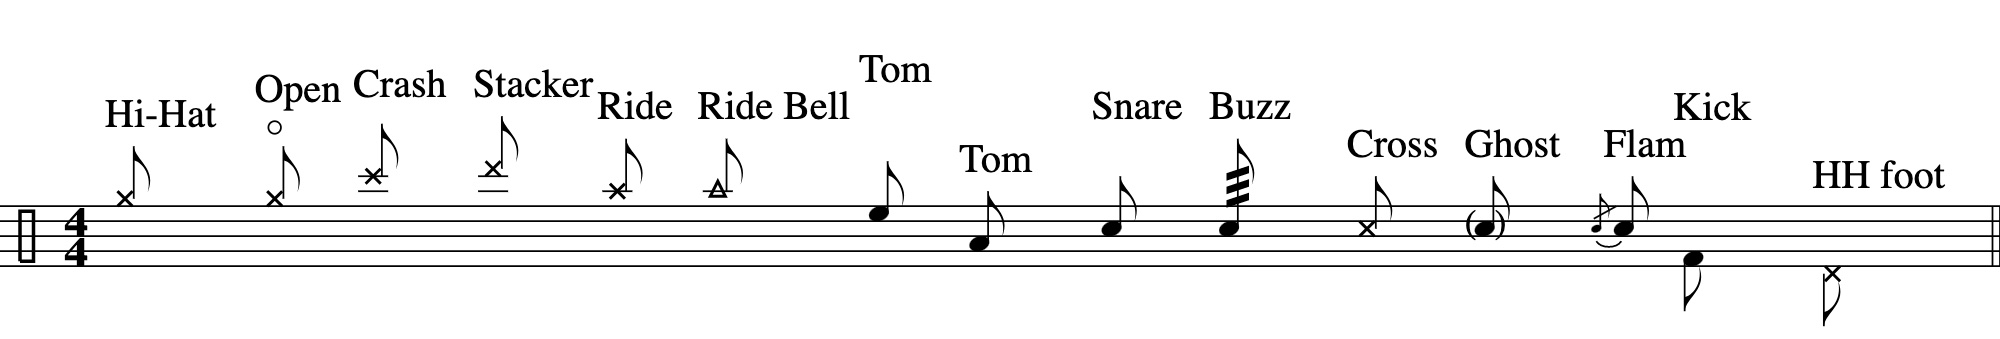 Hi-Hat
Open
Crash
Stacker
Ride
Ride Bell
Tom
Tom
Snare
Buzz
Cross
Ghost
Flam
Kick
HH foot
4
4